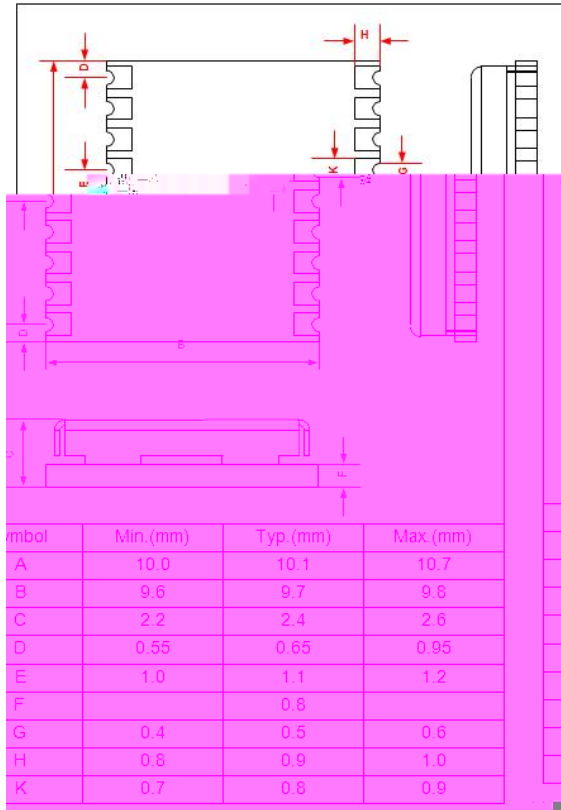 H
D
E
K
G
D
B
F
mbol Min.(mm) Typ.(mm) Max.(mm)
A 10.0 10.1 10.7
B 9.6 9.7 9.8
C 2.2 2.4 2.6
D 0.55 0.65 0.95
E 1.0 1.1 1.2
F 0.8
G 0.4 0.5 0.6
H 0.8 0.9 1.0
K 0.7 0.8 0.9